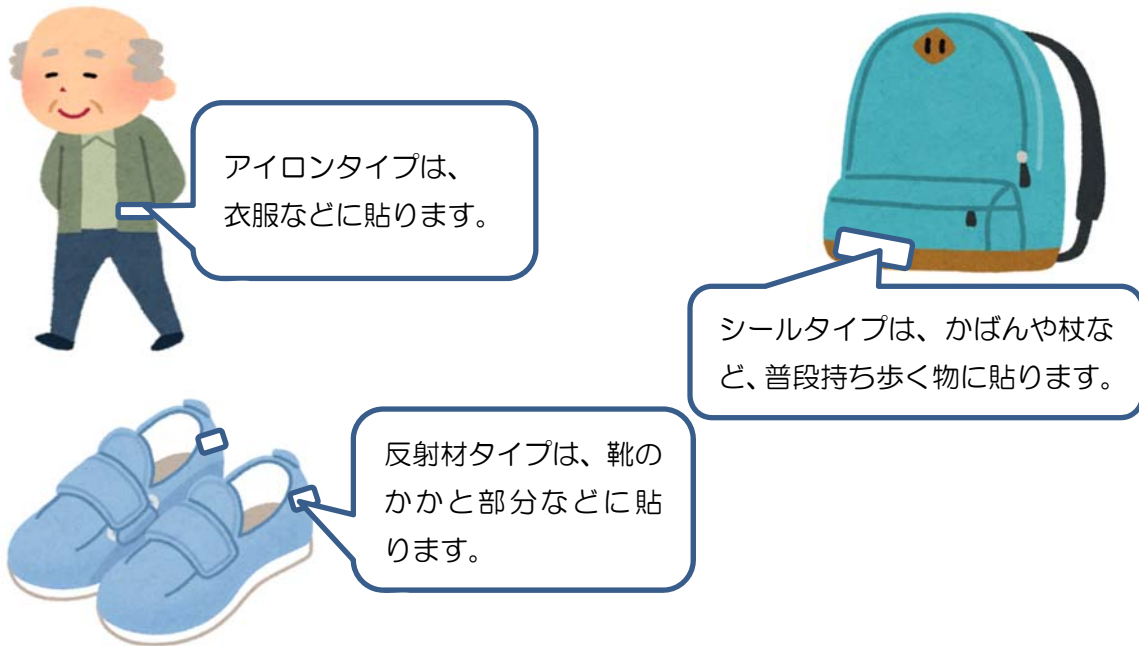 アイロンタイプは、
衣服などに貼ります。
シールタイプは、かばんや杖な
ど、普段持ち歩く物に貼ります。
反射材タイプは、靴の
かかと部分などに貼
ります。